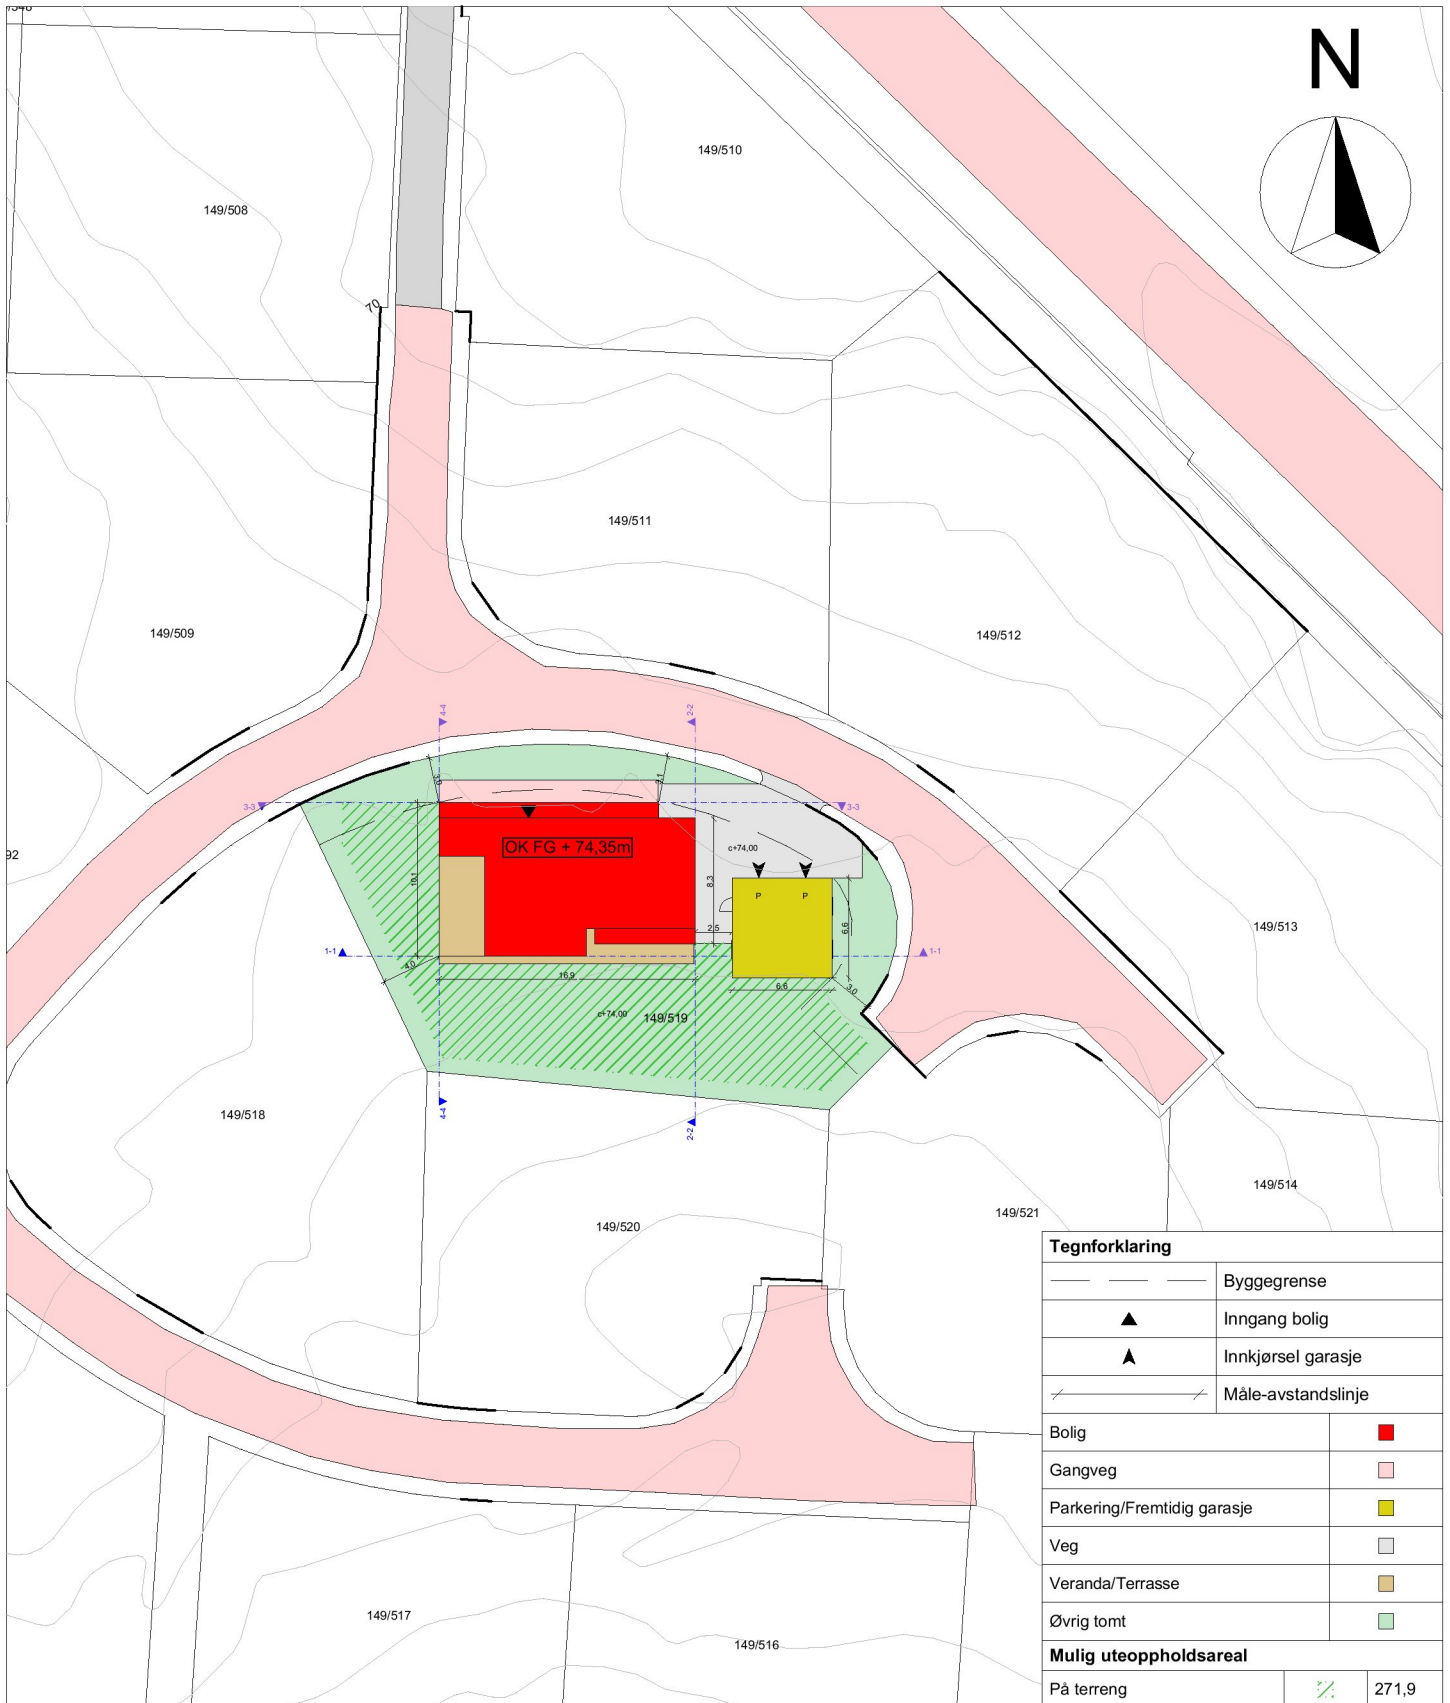 N
149/510
149/508
70
149/511
149/509
149/512
4-4
2-2
3,0
3-3
3-3
92
OK FG + 74,35m
c+74,00
10,1
8,3
P
P
149/513
2,5
6,6
1-1
1-1
4,0
16,9
6,6
3,0
c+74,00
149/519
149/518
4-4
2-2
149/514
149/520
149/521
Tegnforklaring
Byggegrense
Inngang bolig
Innkjørsel garasje
Måle-avstandslinje
Bolig
Gangveg
Parkering/Fremtidig garasje
Veg
Veranda/Terrasse
Øvrig tomt
Mulig uteoppholdsareal
På terreng 271,9
149/517
149/516